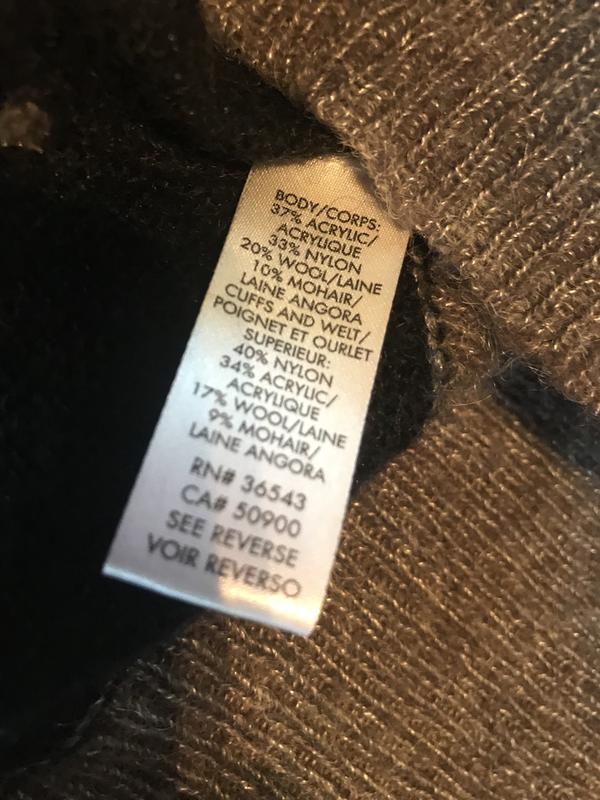 BODY/CORPS:
37% ACRYLIC/
ACRYLIQUE
33% NYLON
20% WOOL/LAINE
10% MOHAIR/
LAINE ANGORA
CUFFS AND WELT/
POIGNET ET OURLET
SUPERIEUR:
40% NYLON
34% ACRYLIC/
ACRYLIQUE
17% WOOL/LAINE
9% MOHAIR/
LAINE ANGORA
RN# 36543
CA# 50900
SEE REVERSE
VOIR REVERSO